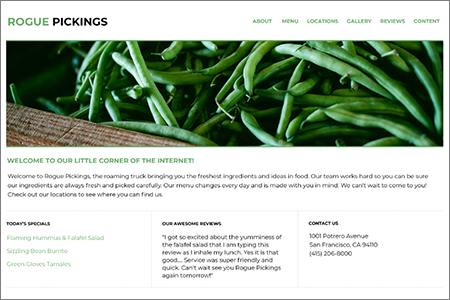 ROGUE PICKINGS
ABOUT MENU LOCATIONS GALLERY REVIEWS CONTENT
WELCOME TO OUR LITTLE CORNER OF THE INTERNET!
Welcome to Rogue Pickings, the roaming truck bringing you the freshest ingredients and ideas in food. Our team works hard so you can be sure
our ingredients are always fresh and picked carefully. Our menu changes every day and is made with you in mind. We can't wait to come to you!
Check out our locations to see where you can find us.
TODAY'S SPECIALS
Flaming Hummus & Falafel Salad
Sizzling Bean Burrito
Green Gloves Tamales
OUR AWESOME REVIEWS
"I got so excited about the yumminess of
the falafel salad that I am typing this
review as I inhale my lunch. Yes it is that
good.... Service was super friendly and
quick. Can't wait see you Rogue Pickings
again tomorrow!"
CONTACT US
1001 Potrero Avenue
San Francisco, CA 94110
(415) 206-8000